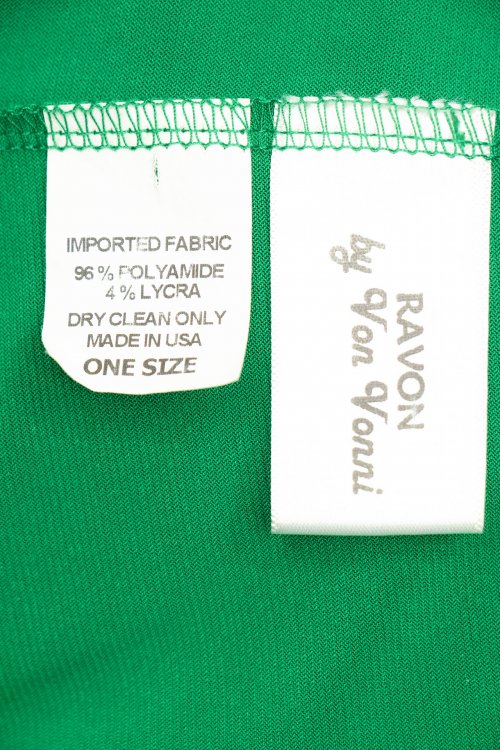 IMPORTED FABRIC
96 % POLYAMIDE
4 % LYCRA
DRY CLEAN ONLY
MADE IN USA
ONE SIZE
RAVON
by Von Vonni